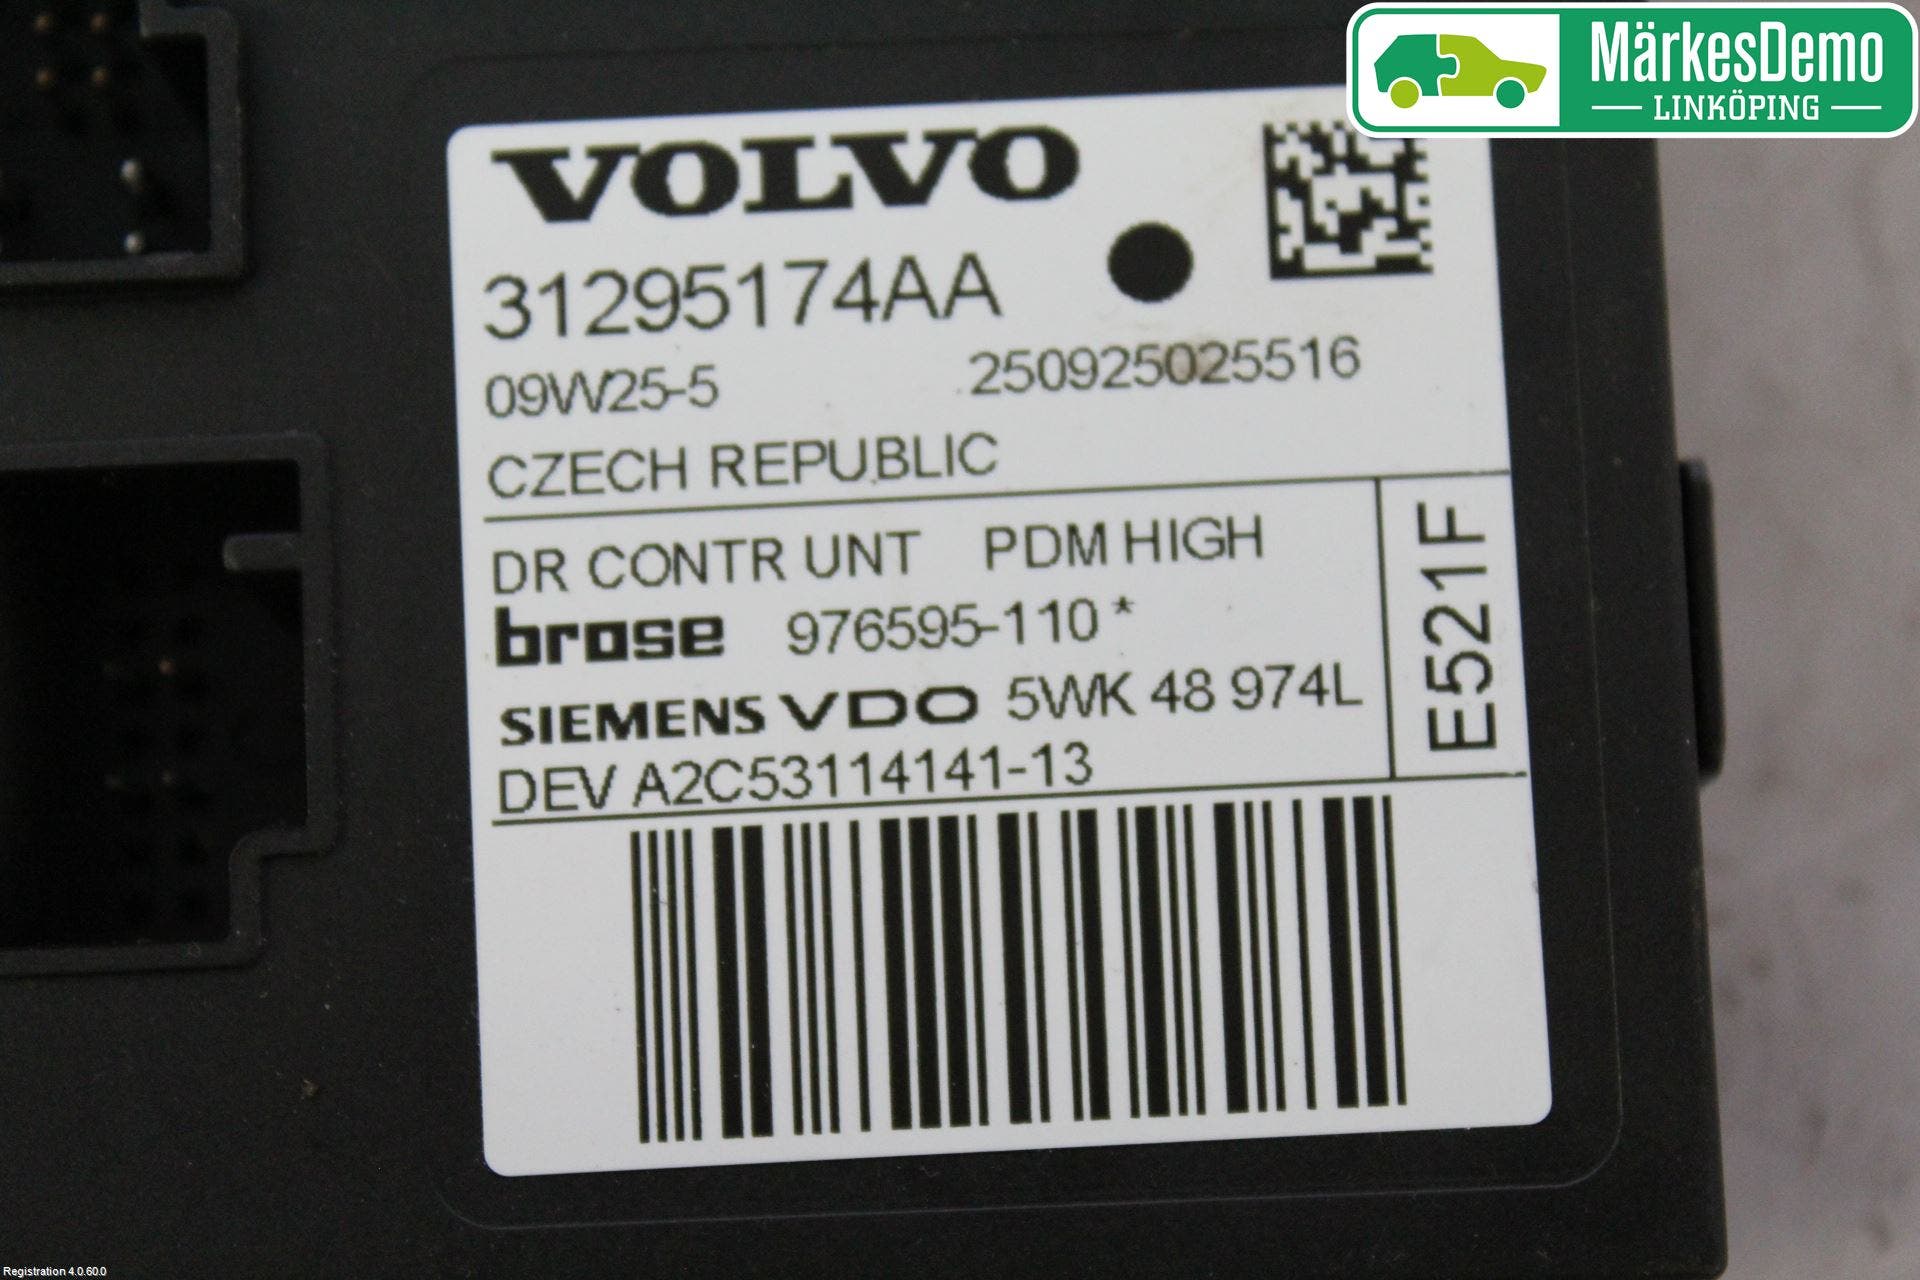 MärkesDemo
LINKÖPING
VOLVO
31295174AA
09W25-5 250925025516
CZECH REPUBLIC
DR CONTR UNT PDM HIGH
brose 976595-110*
SIEMENS VDO 5WK 48 974L
DEV A2C53114141-13
E521F
Registration 4.0.60.0